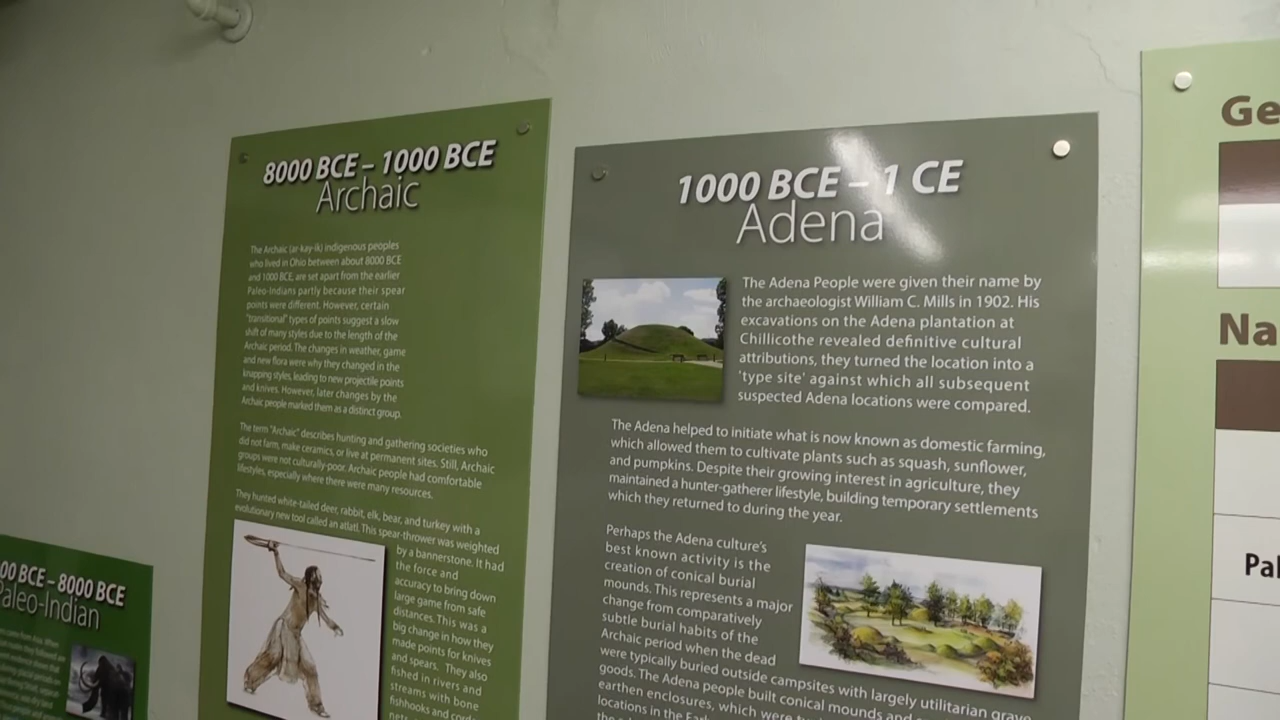 8000 BCE – 1000 BCE
Archaic
The Archaic (ar-kay-ik) indigenous peoples
who lived in Ohio between about 8000 BCE
and 1000 BCE, are set apart from the earlier
Paleo-Indians partly because their spear
points were different. However, certain
"transitional" types of points suggest a slow
shift of many styles due to the length of the
Archaic period. The changes in weather, game
and new flora were why they changed in the
knapping styles, leading to new projectile points
and knives. However, later changes by the
Archaic people marked them as a distinct group.
The term "Archaic" describes hunting and gathering societies who
did not farm, make ceramics, or live at permanent sites. Still, Archaic
groups were not culturally-poor. Archaic people had comfortable
lifestyles, especially where there were many resources.
They hunted white-tailed deer, rabbit, elk, bear, and turkey with a
evolutionary new tool called an atlatl. This spear-thrower was weighted
by a bannerstone. It had
the force and
accuracy to bring down
large game from safe
distances. This was a
big change in how they
made points for knives
and spears. They also
fished in rivers and
streams with bone
fishhooks and
1000 BCE – 1 CE
Adena
The Adena People were given their name by
the archaeologist William C. Mills in 1902. His
excavations on the Adena plantation at
Chillicothe revealed definitive cultural
attributions, they turned the location into a
'type site' against which all subsequent
suspected Adena locations were compared.
The Adena helped to initiate what is now known as domestic farming,
which allowed them to cultivate plants such as squash, sunflower,
and pumpkins. Despite their growing interest in agriculture, they
maintained a hunter-gatherer lifestyle, building temporary settlements
which they returned to during the year.
Perhaps the Adena culture's
best known activity is the
creation of conical burial
mounds. This represents a major
change from comparatively
subtle burial habits of the
Archaic period when the dead
were typically buried outside campsites with largely utilitarian grave
goods. The Adena people built conical mounds and
earthen enclosures, which were
locations in the
00 BCE – 8000 BCE
Paleo-Indian
Ge
Na
Pal